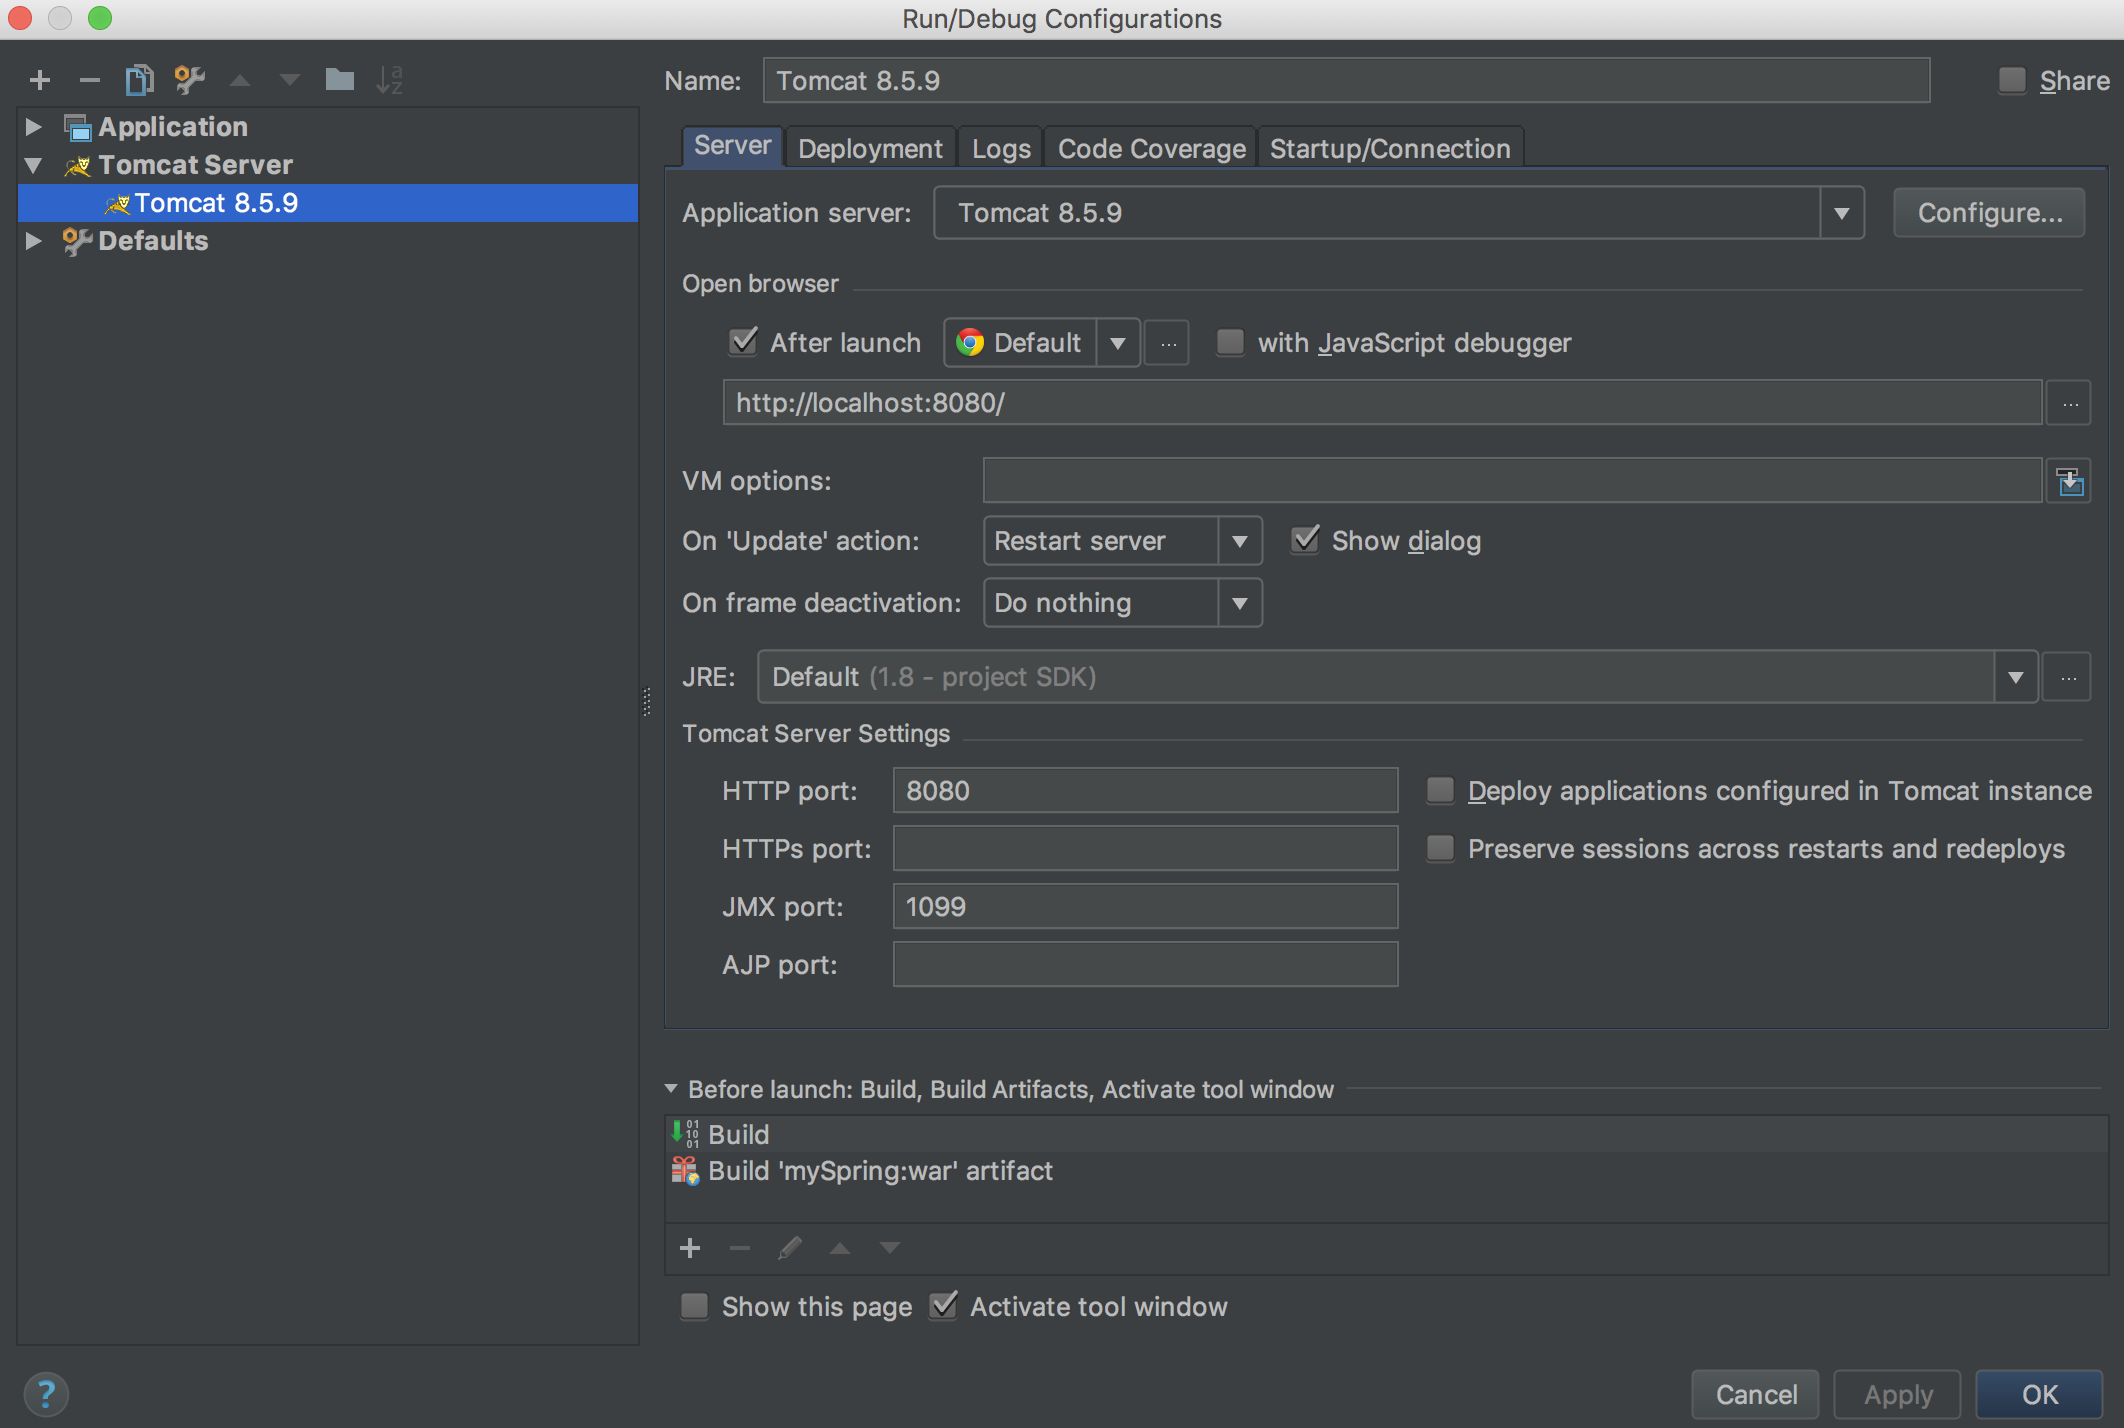 Run/Debug Configurations
Name: Tomcat 8.5.9 Share
Application
Tomcat Server
Tomcat 8.5.9
Defaults
Server Deployment Logs Code Coverage Startup/Connection
Application server: Tomcat 8.5.9 Configure...
Open browser
After launch Default ... with JavaScript debugger
http://localhost:8080/ ...
VM options:
On 'Update' action: Restart server Show dialog
On frame deactivation: Do nothing
JRE: Default (1.8 - project SDK) ...
Tomcat Server Settings
HTTP port: 8080 Deploy applications configured in Tomcat instance
HTTPs port: Preserve sessions across restarts and redeploys
JMX port: 1099
AJP port:
Before launch: Build, Build Artifacts, Activate tool window
Build
Build 'mySpring:war' artifact
Show this page Activate tool window
? Cancel Apply OK